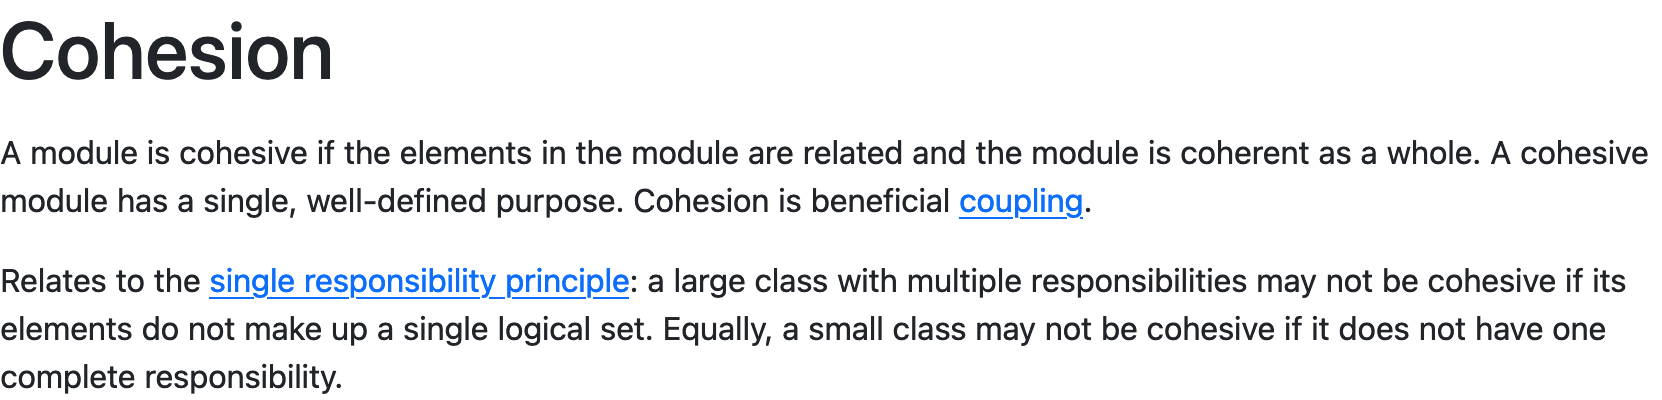 Cohesion
A module is cohesive if the elements in the module are related and the module is coherent as a whole. A cohesive
module has a single, well-defined purpose. Cohesion is beneficial coupling.
Relates to the single responsibility principle: a large class with multiple responsibilities may not be cohesive if its
elements do not make up a single logical set. Equally, a small class may not be cohesive if it does not have one
complete responsibility.